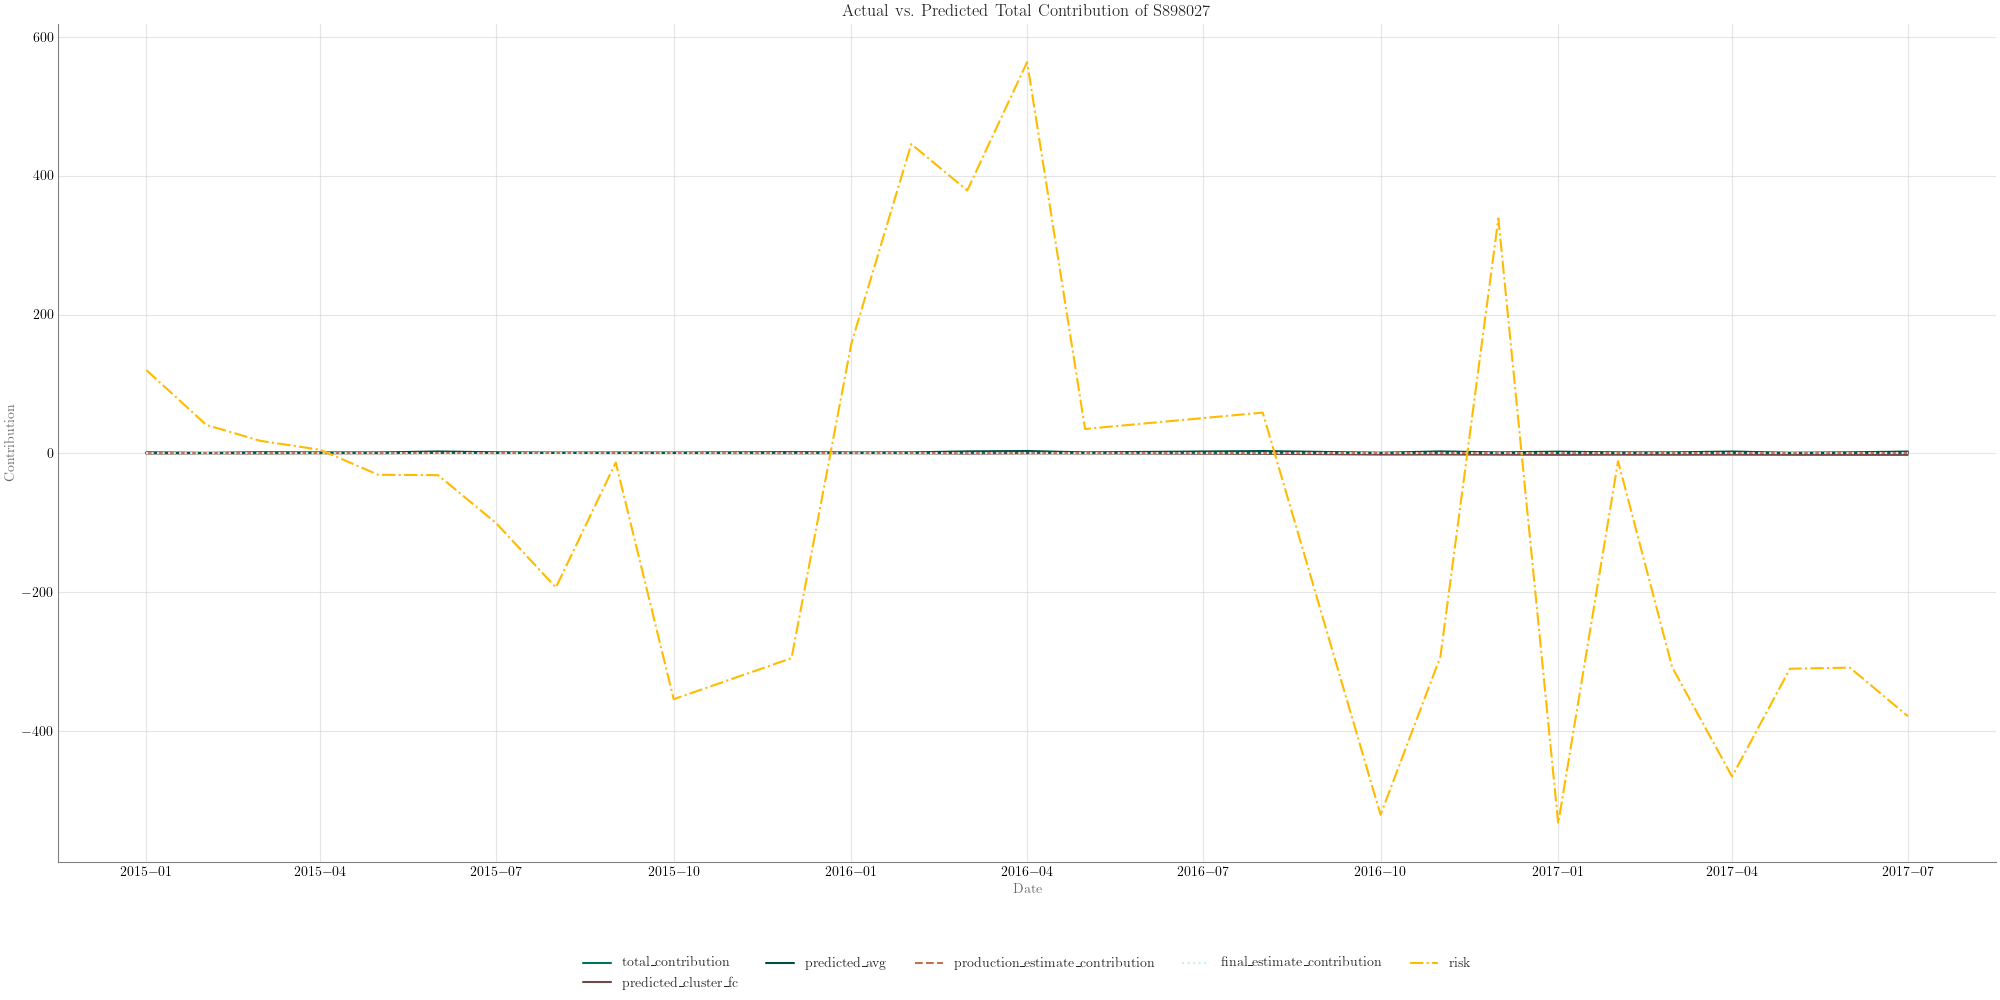 Actual vs. Predicted Total Contribution of S898027
600
400
200
0
−200
−400
Contribution
2015−01 2015−04 2015−07 2015−10 2016−01 2016−04 2016−07 2016−10 2017−01 2017−04 2017−07
Date
total_contribution predicted_avg production_estimate_contribution final_estimate_contribution risk
predicted_cluster_fc